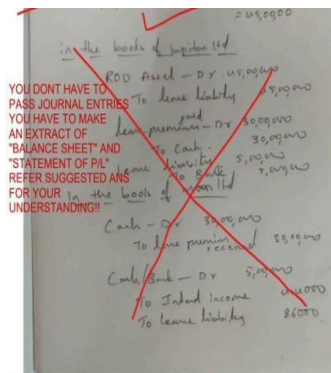 = 45,00,000
in the books of Jupiter ltd
ROU Asset - Dr 45,00,000
To lease liability 45,00,000
lease premium paid - Dr 30,00,000
To Cash 30,00,000
Lease liability 5,00,000
To Bank 5,00,000
In the books of moon ltd
Cash - Dr 30,00,000
To lease premium received 30,00,000
Cash/Bank - Dr 5,00,000
To income
To Lease liability 86000
YOU DONT HAVE TO
PASS JOURNAL ENTRIES
YOU HAVE TO MAKE
AN EXTRACT OF
"BALANCE SHEET" AND
"STATEMENT OF P/L"
REFER SUGGESTED ANS
FOR YOUR
UNDERSTANDING!!